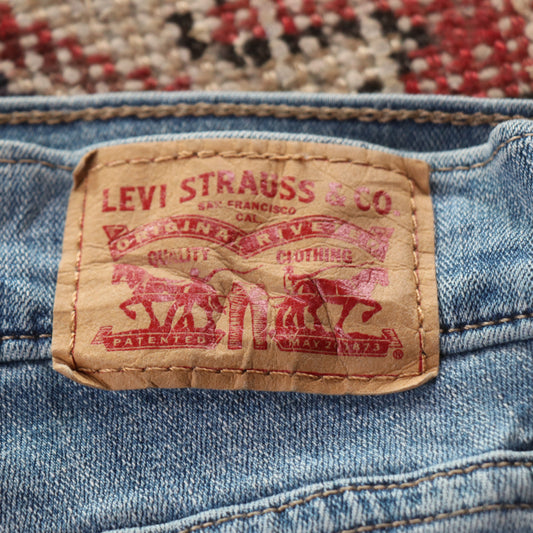 LEVI STRAUSS & CO.
SAN FRANCISCO
CAL.
ORIGINAL RIVETED
QUALITY CLOTHING
PATENTED MAY 20 1873
®